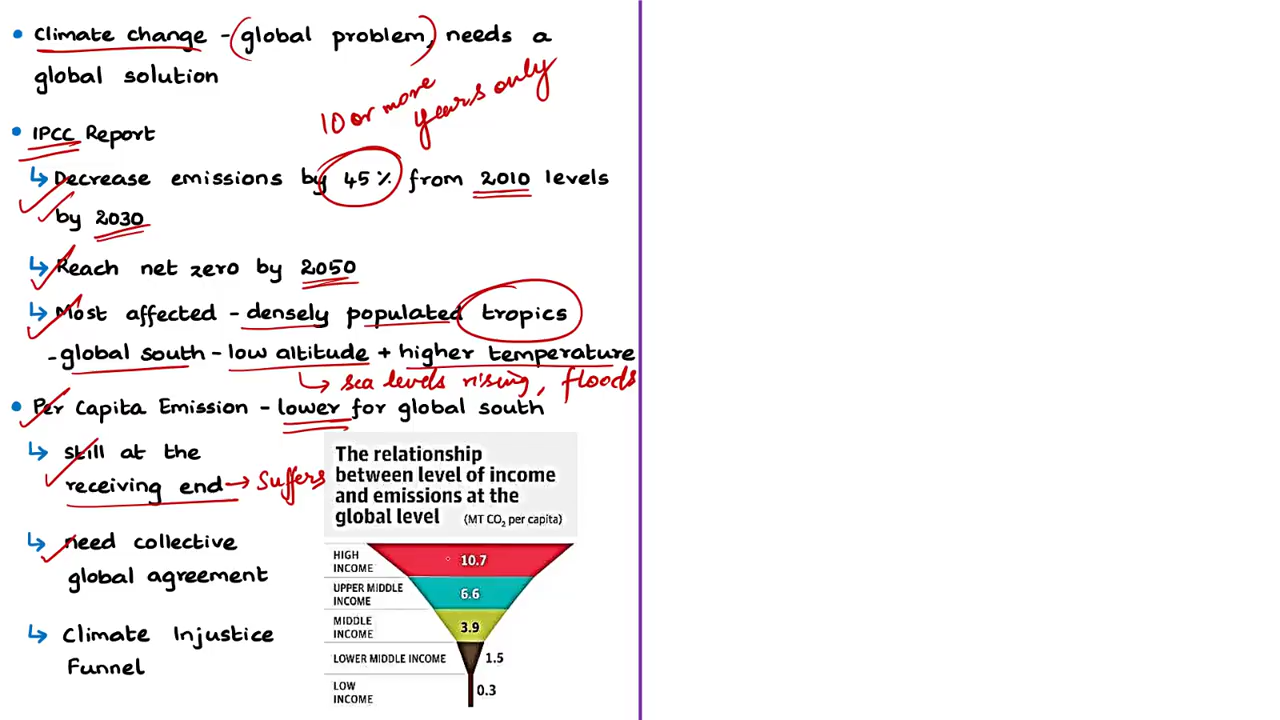 Climate change - (global problem), needs a
global solution
10 or more
years only
IPCC Report
↳ Decrease emissions by 45% from 2010 levels
by 2030
↳ Reach net zero by 2050
↳ Most affected - densely populated tropics
- global south - low altitude + higher temperature
↳ sea levels rising, floods
Per Capita Emission - lower for global south
↳ still at the
receiving end → Suffers
↳ need collective
global agreement
↳ Climate Injustice
Funnel
The relationship
between level of income
and emissions at the
global level (MT CO₂ per capita)
HIGH
INCOME 10.7
UPPER MIDDLE
INCOME 6.6
MIDDLE
INCOME 3.9
LOWER MIDDLE INCOME 1.5
LOW
INCOME 0.3